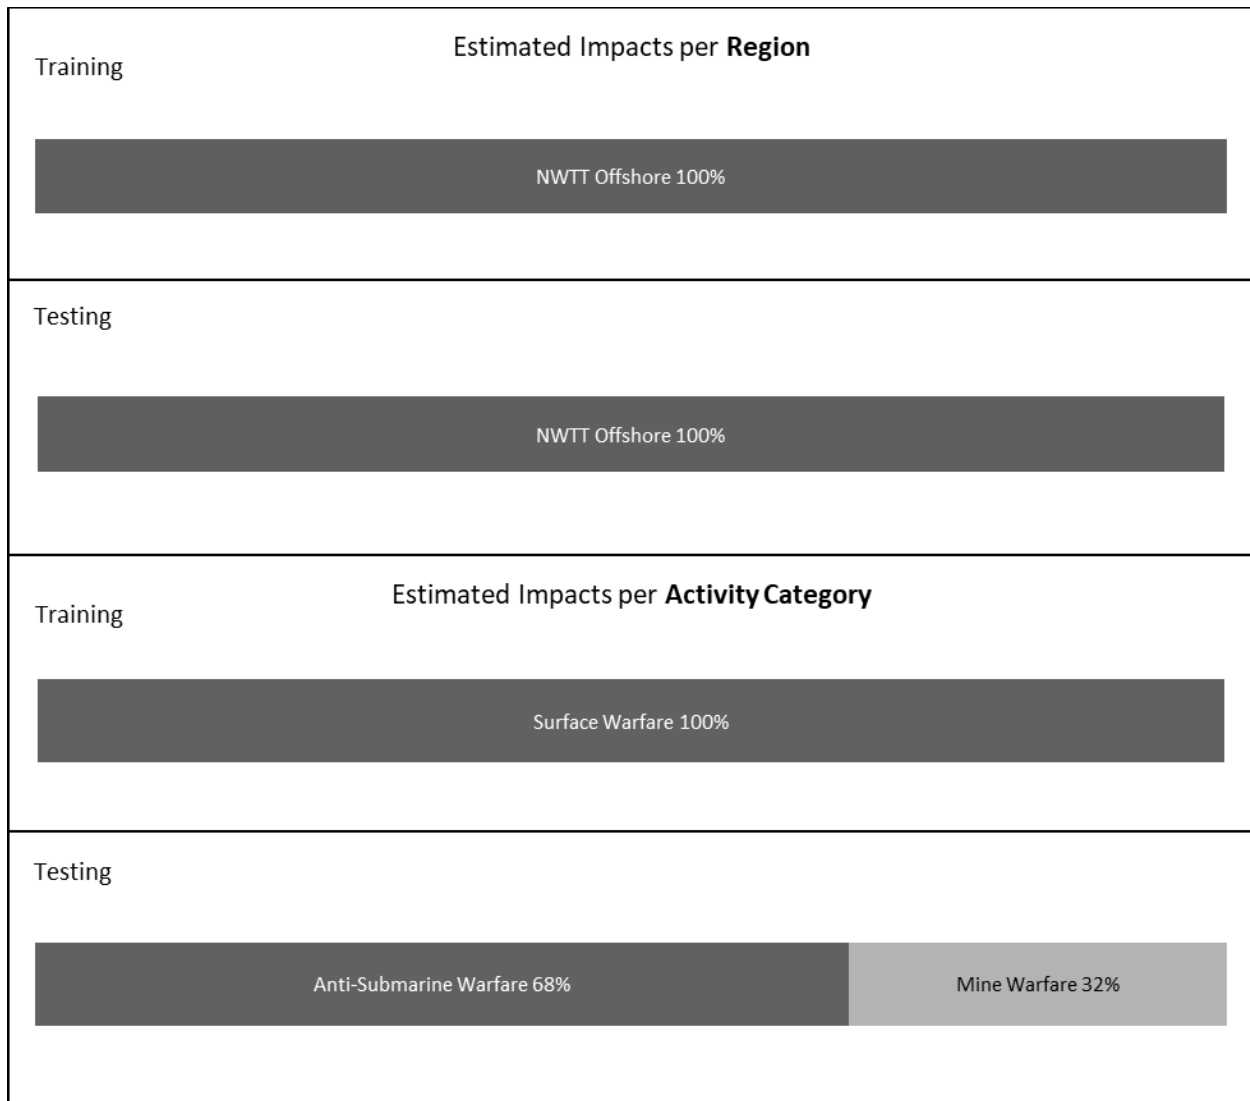 Estimated Impacts per Region
Training
NWTT Offshore 100%
Testing
NWTT Offshore 100%
Estimated Impacts per Activity Category
Training
Surface Warfare 100%
Testing
Anti-Submarine Warfare 68%
Mine Warfare 32%